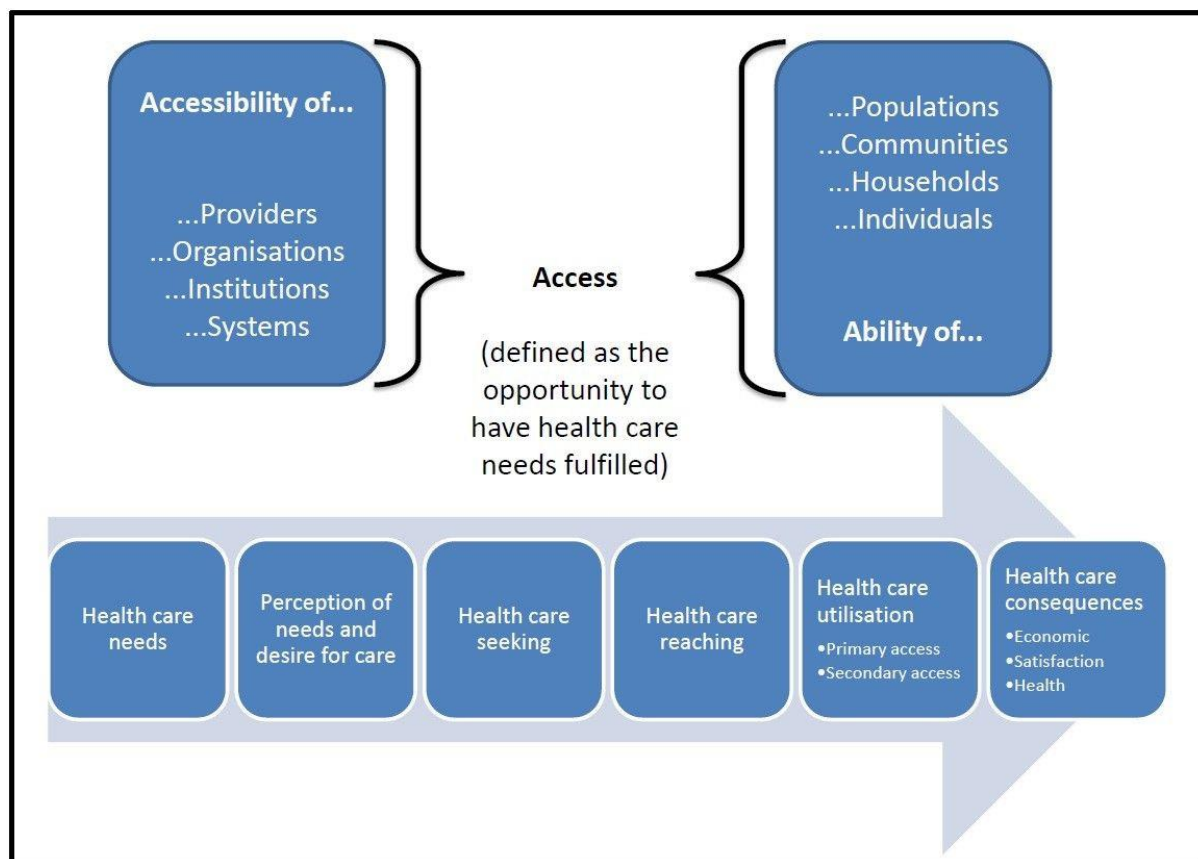 Accessibility of...
...Providers
...Organisations
...Institutions
...Systems
Access
(defined as the
opportunity to
have health care
needs fulfilled)
...Populations
...Communities
...Households
...Individuals
Ability of...
Health care
needs
Perception of
needs and
desire for care
Health care
seeking
Health care
reaching
Health care
utilisation
•Primary access
•Secondary access
Health care
consequences
•Economic
•Satisfaction
•Health